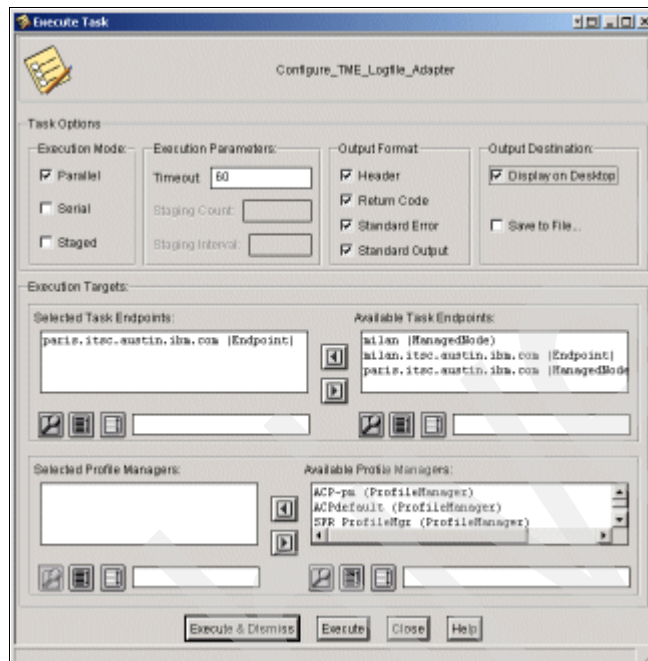 Execute Task
Configure_TME_Logfile_Adapter
Task Options
Execution Mode:
Parallel
Serial
Staged
Execution Parameters:
Timeout: 60
Staging Count:
Staging Interval:
Output Format
Header
Return Code
Standard Error
Standard Output
Output Destination:
Display on Desktop
Save to File...
Execution Targets:
Selected Task Endpoints:
paris.itsc.austin.ibm.com (Endpoint)
Available Task Endpoints:
milan (ManagedNode)
milan.itsc.austin.ibm.com (Endpoint)
paris.itsc.austin.ibm.com (ManagedNode
Selected Profile Managers:
Available Profile Managers:
ACP-pm (ProfileManager)
ACPdefault (ProfileManager)
SPR ProfileMgr (ProfileManager)
Execute & Dismiss
Execute
Close
Help